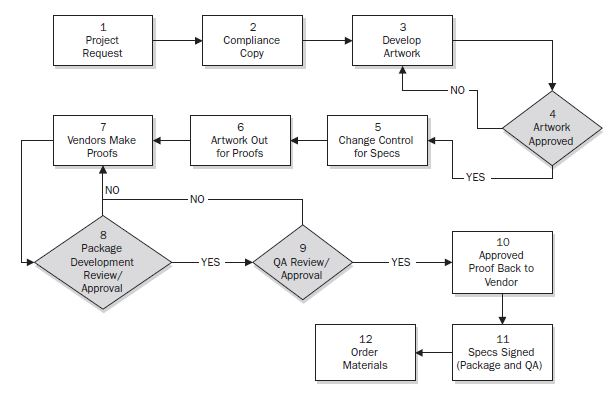 1
Project
Request
2
Compliance
Copy
3
Develop
Artwork
NO
4
Artwork
Approved
7
Vendors Make
Proofs
6
Artwork Out
for Proofs
5
Change Control
for Specs
YES
NO
NO
8
Package
Development
Review/
Approval
YES
9
QA Review/
Approval
YES
10
Approved
Proof Back to
Vendor
12
Order
Materials
11
Specs Signed
(Package and QA)